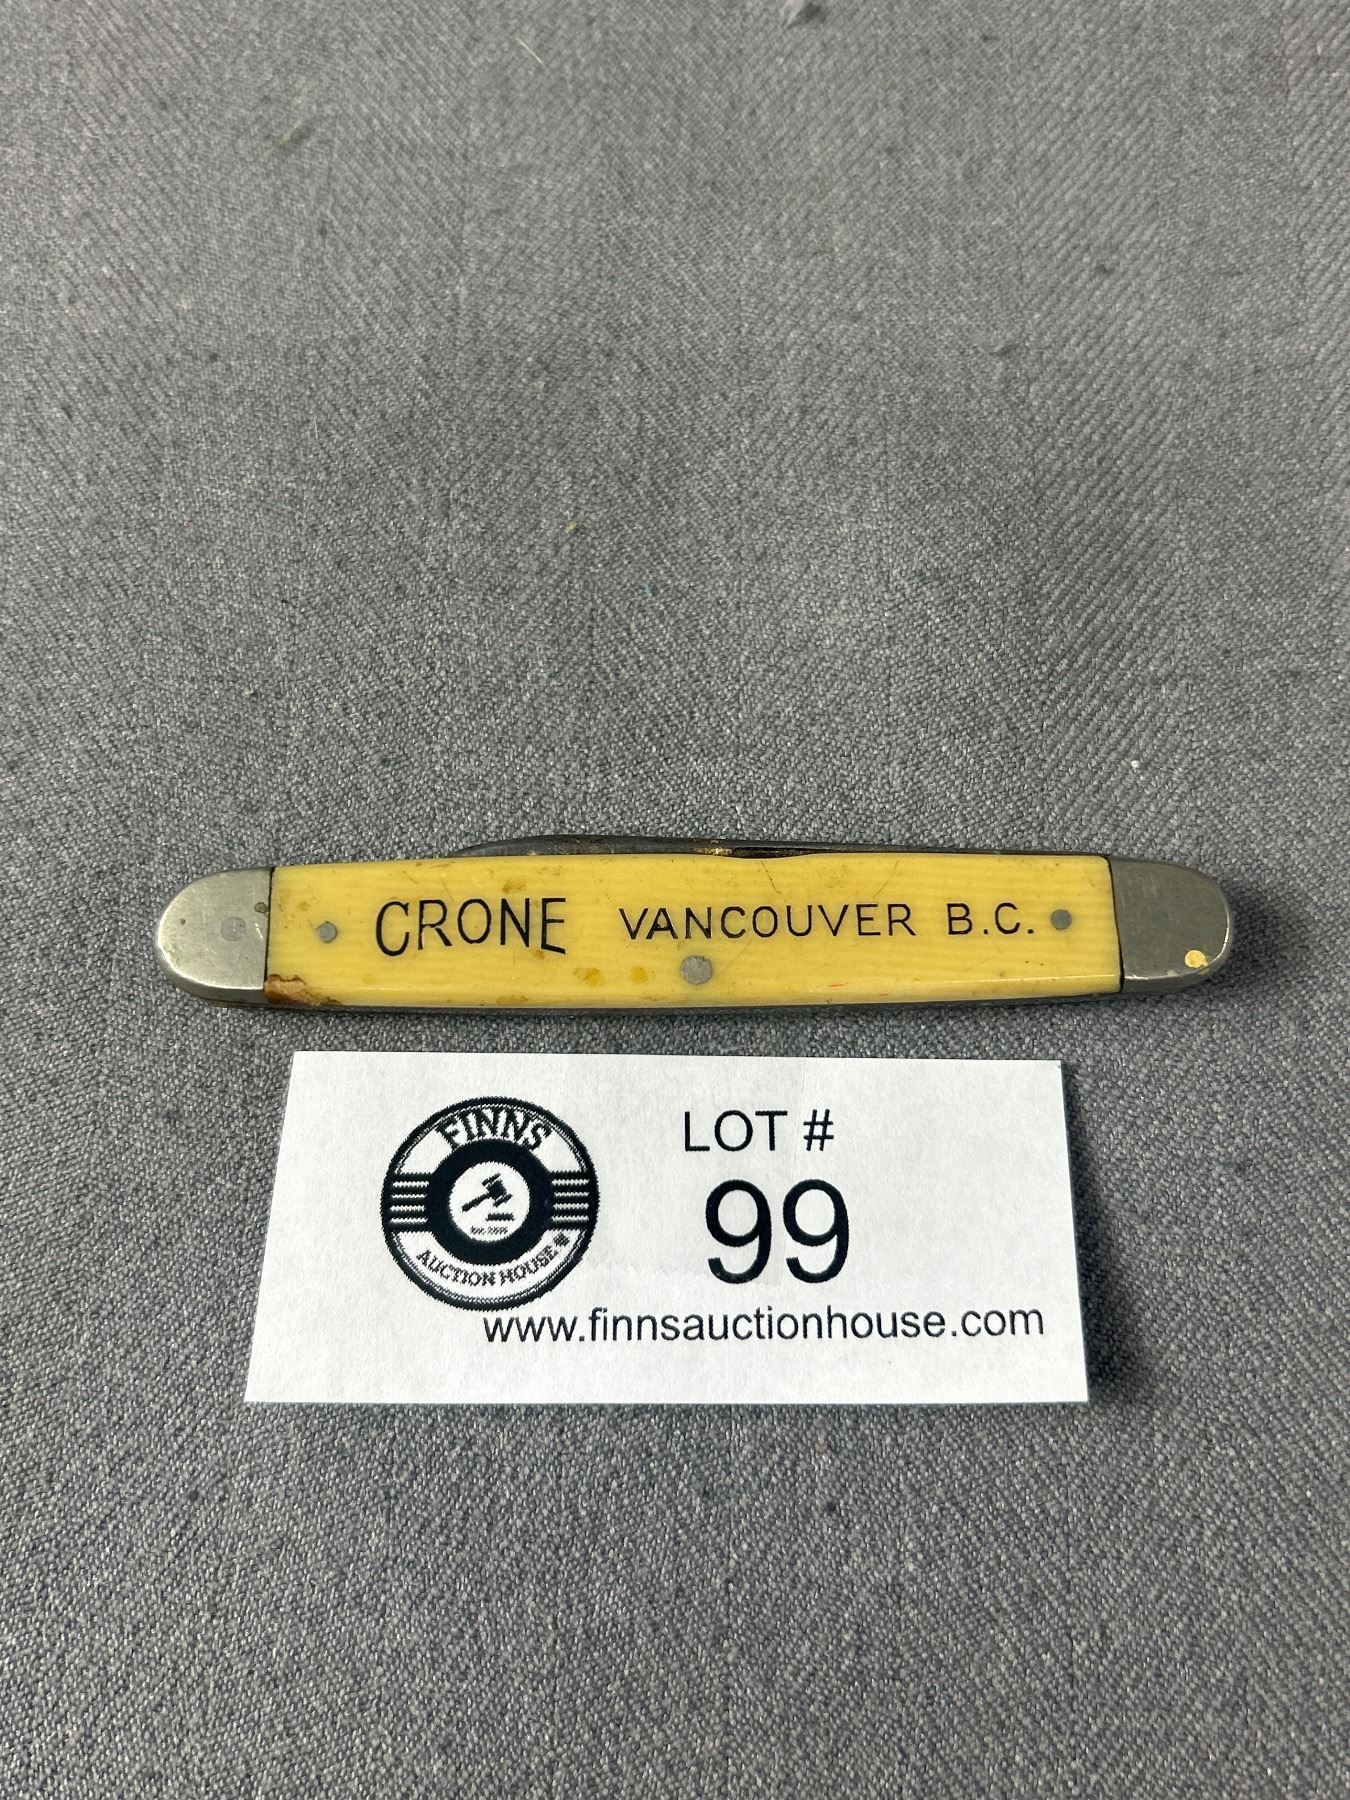 CRONE VANCOUVER B.C.
FINNS
AUCTION HOUSE
LOT #
99
www.finnsauctionhouse.com